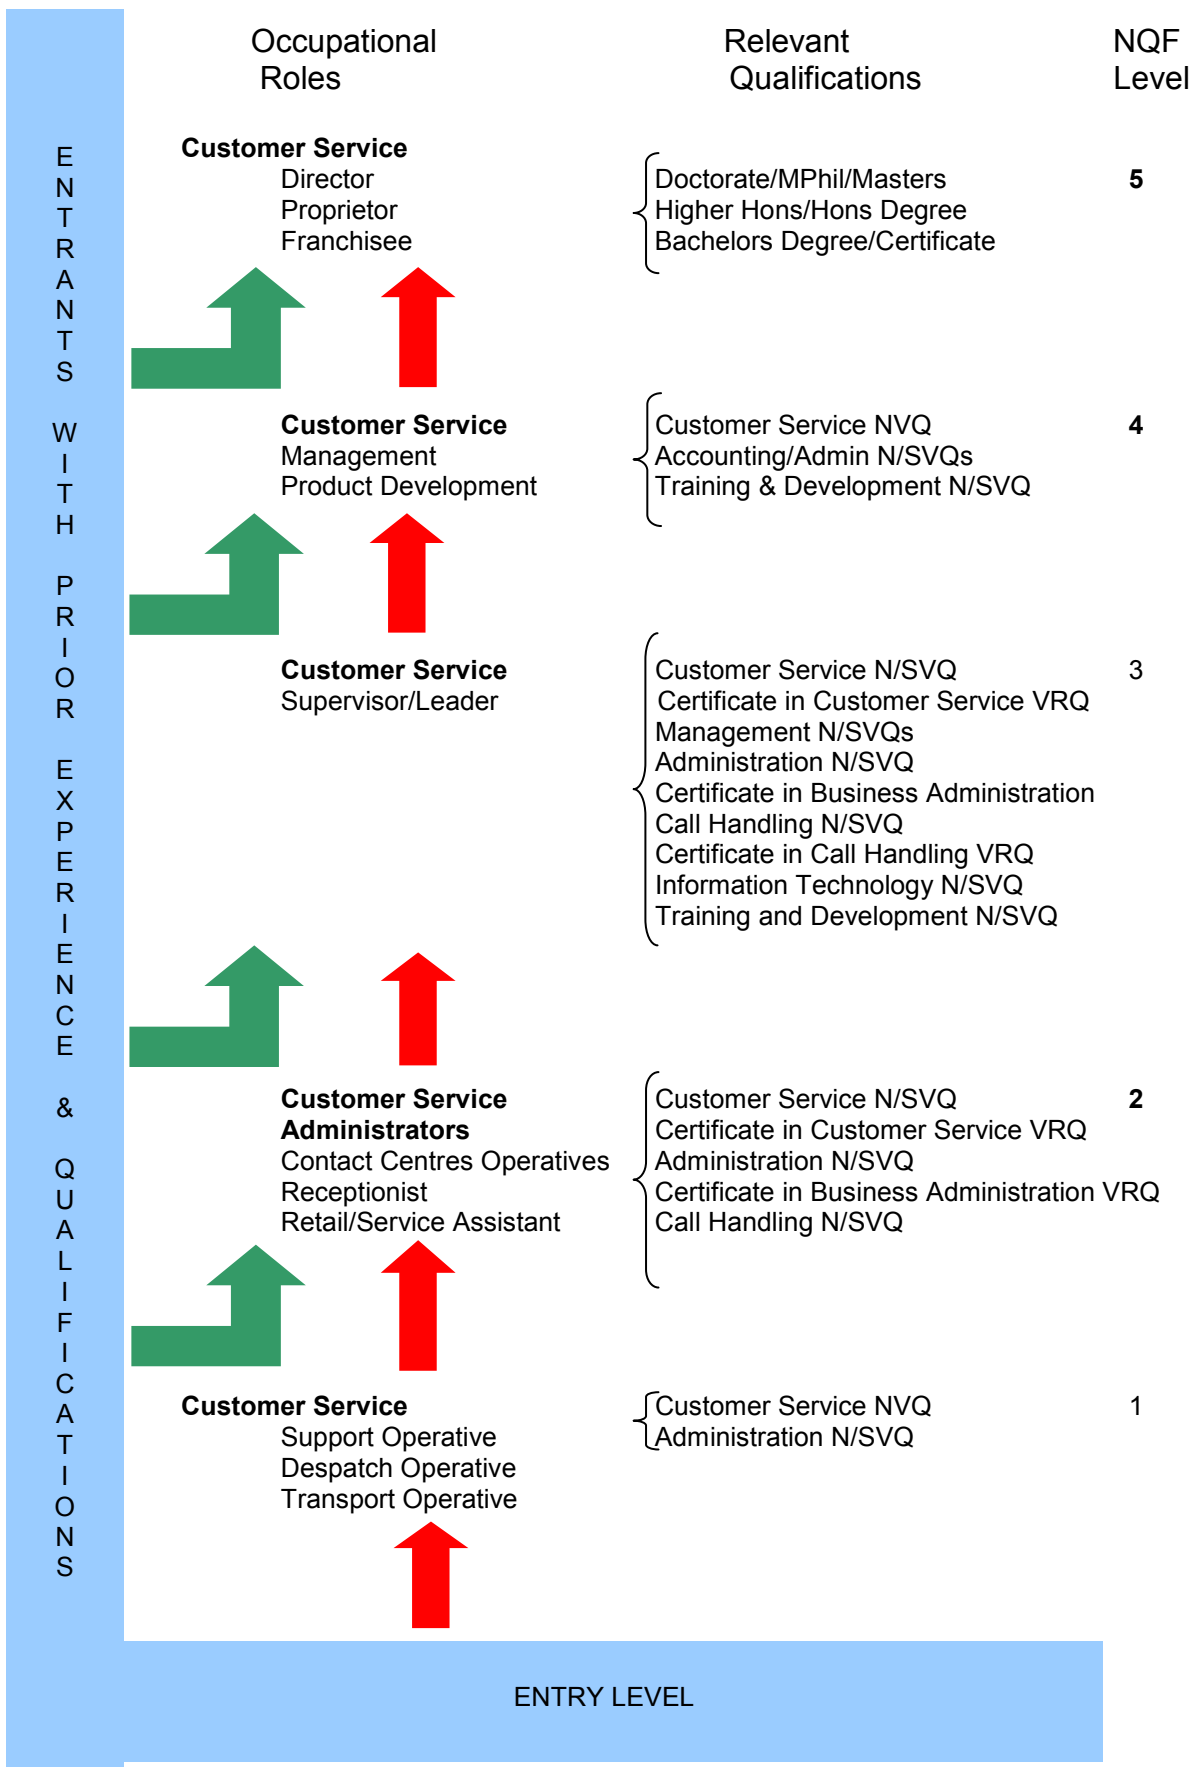 Occupational Relevant NQF
Roles Qualifications Level
Customer Service
Director Doctorate/MPhil/Masters 5
Proprietor Higher Hons/Hons Degree
Franchisee Bachelors Degree/Certificate
Customer Service Customer Service NVQ 4
Management Accounting/Admin N/SVQs
Product Development Training & Development N/SVQ
Customer Service Customer Service N/SVQ 3
Supervisor/Leader Certificate in Customer Service VRQ
Management N/SVQs
Administration N/SVQ
Certificate in Business Administration
Call Handling N/SVQ
Certificate in Call Handling VRQ
Information Technology N/SVQ
Training and Development N/SVQ
Customer Service Customer Service N/SVQ 2
Administrators Certificate in Customer Service VRQ
Contact Centres Operatives Administration N/SVQ
Receptionist Certificate in Business Administration VRQ
Retail/Service Assistant Call Handling N/SVQ
Customer Service Customer Service NVQ 1
Support Operative Administration N/SVQ
Despatch Operative
Transport Operative
ENTRY LEVEL
ENTRANTS WITH PRIOR EXPERIENCE & QUALIFICATIONS